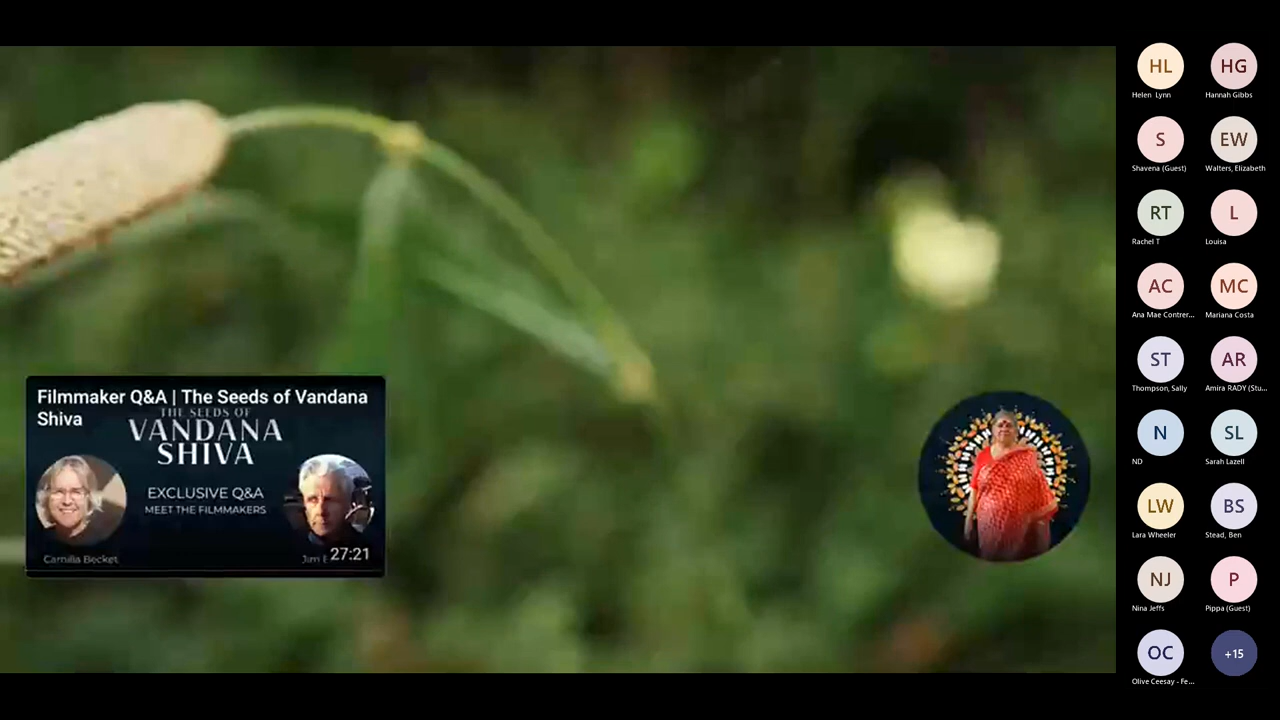 Filmmaker Q&A | The Seeds of Vandana
Shiva
THE SEEDS OF
VANDANA
SHIVA
EXCLUSIVE Q&A
MEET THE FILMMAKERS
Camilla Becket
Jim
27:21
HL
Helen Lynn
HG
Hannah Gibbs
S
Shavena (Guest)
EW
Walters, Elizabeth
RT
Rachel T
L
Louisa
AC
Ana Mae Contrer...
MC
Mariana Costa
ST
Thompson, Sally
AR
Amira RADY (Stu...
N
ND
SL
Sarah Lazell
LW
Lara Wheeler
BS
Stead, Ben
NJ
Nina Jeffs
P
Pippa (Guest)
OC
Olive Ceesay - Fe...
+15